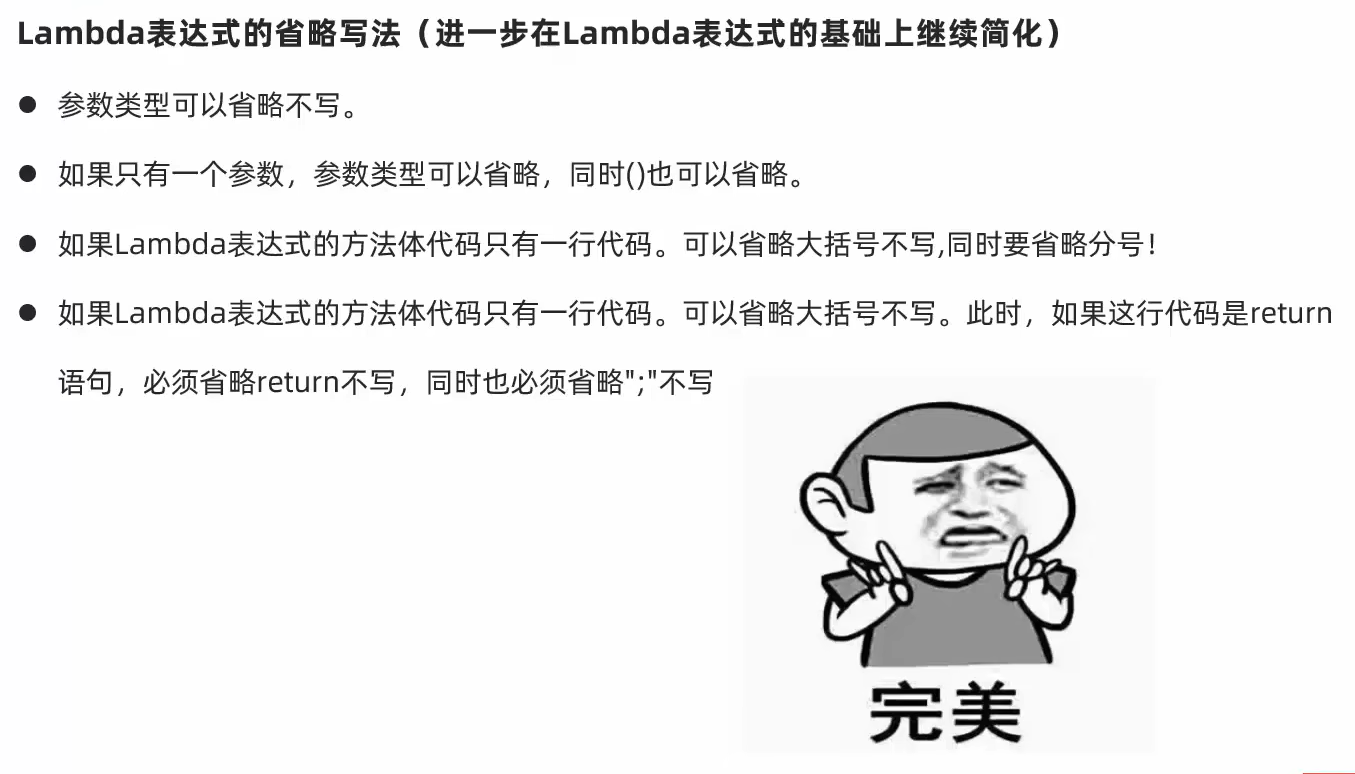 Lambda表达式的省略写法（进一步在Lambda表达式的基础上继续简化）
● 参数类型可以省略不写。
● 如果只有一个参数，参数类型可以省略，同时()也可以省略。
● 如果Lambda表达式的方法体代码只有一行代码。可以省略大括号不写,同时要省略分号！
● 如果Lambda表达式的方法体代码只有一行代码。可以省略大括号不写。此时，如果这行代码是return
语句，必须省略return不写，同时也必须省略";"不写
完美